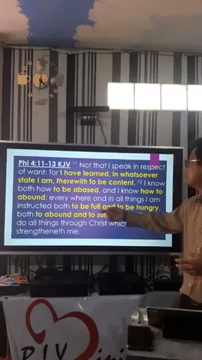 Phi 4:11-13 KJV 11 Not that I speak in respect
of want: for I have learned, in whatsoever
state I am, therewith to be content. 12 I know
both how to be abased, and I know how to
abound: every where and in all things I am
instructed both to be full and to be hungry,
both to abound and to
do all things through Christ which
strengtheneth me.